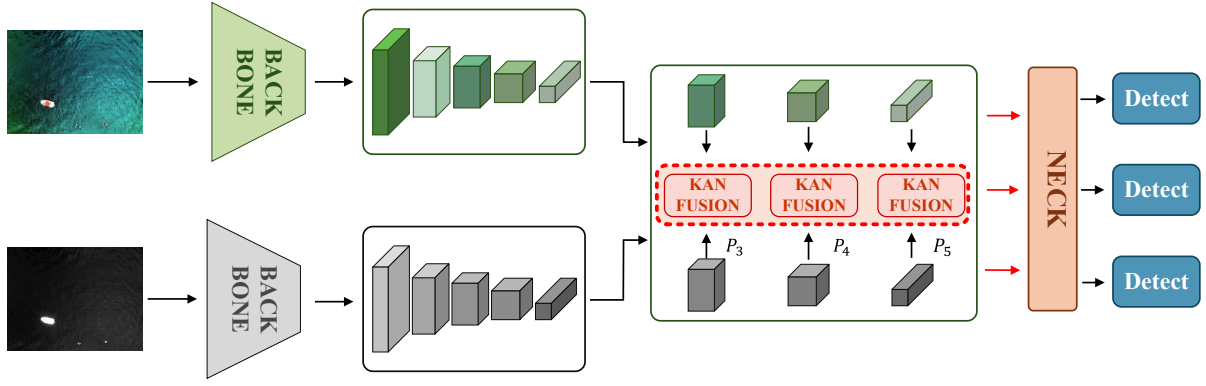 BACK
BONE
KAN
FUSION
KAN
FUSION
KAN
FUSION
P3
P4
P5
BACK
BONE
NECK
Detect
Detect
Detect